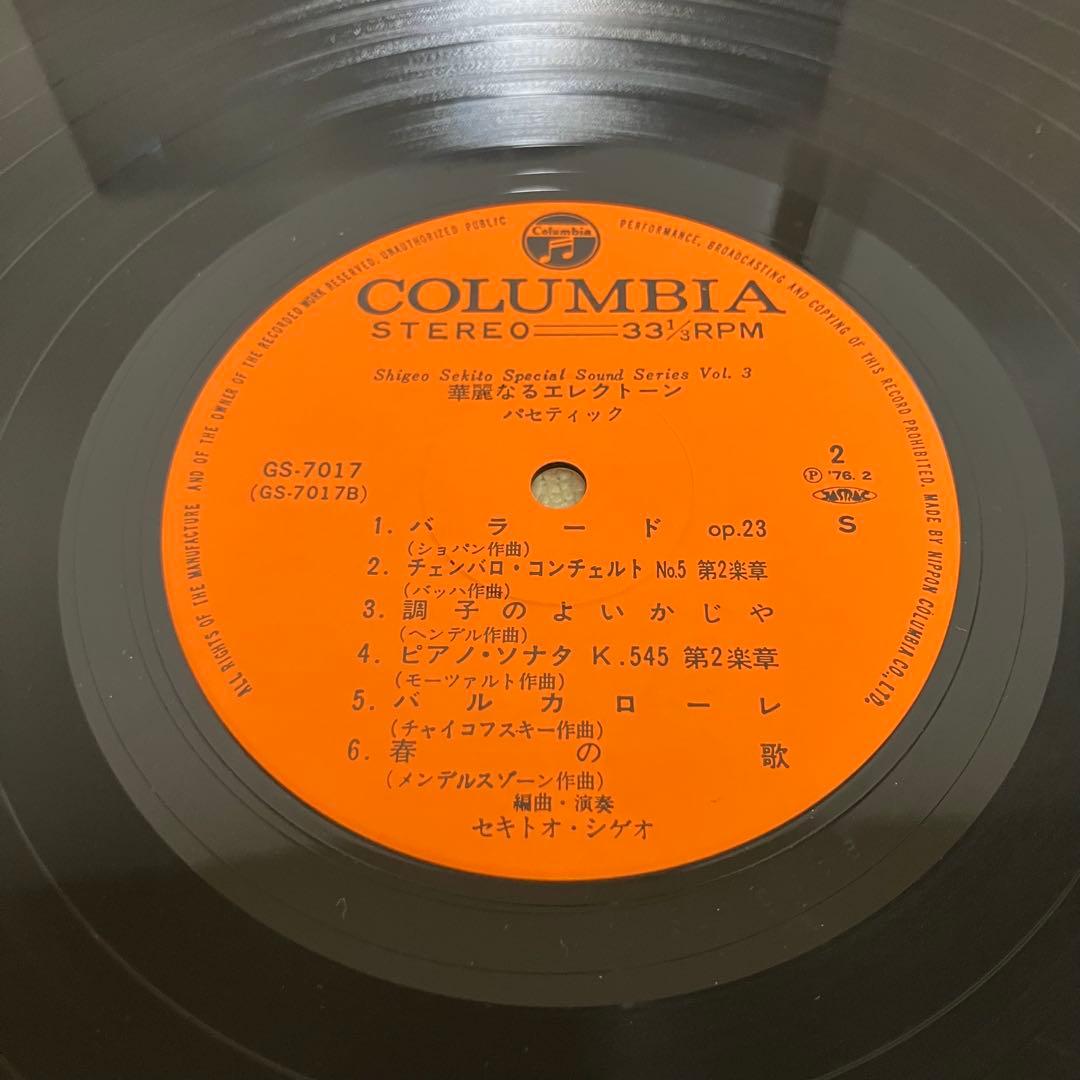 Columbia
COLUMBIA
STEREO 33⅓RPM
Shigeo Sekito Special Sound Series Vol. 3
華麗なるエレクトーン
パセティック
GS-7017
(GS-7017B)
2
Ⓟ '76. 2
JASRAC
S
1. バラード op.23
(ショパン作曲)
2. チェンバロ・コンチェルト No.5 第2楽章
(バッハ作曲)
3. 調子のよいかじや
(ヘンデル作曲)
4. ピアノ・ソナタ K.545 第2楽章
(モーツァルト作曲)
5. バルカローレ
(チャイコフスキー作曲)
6. 春の歌
(メンデルスゾーン作曲)
編曲・演奏
セキトオ・シゲオ
ALL RIGHTS OF THE MANUFACTURE AND OF THE OWNER OF THE RECORDED WORK RESERVED. UNAUTHORIZED PUBLIC PERFORMANCE, BROADCASTING AND COPYING OF THIS RECORD PROHIBITED. MADE BY NIPPON COLUMBIA CO., LTD.